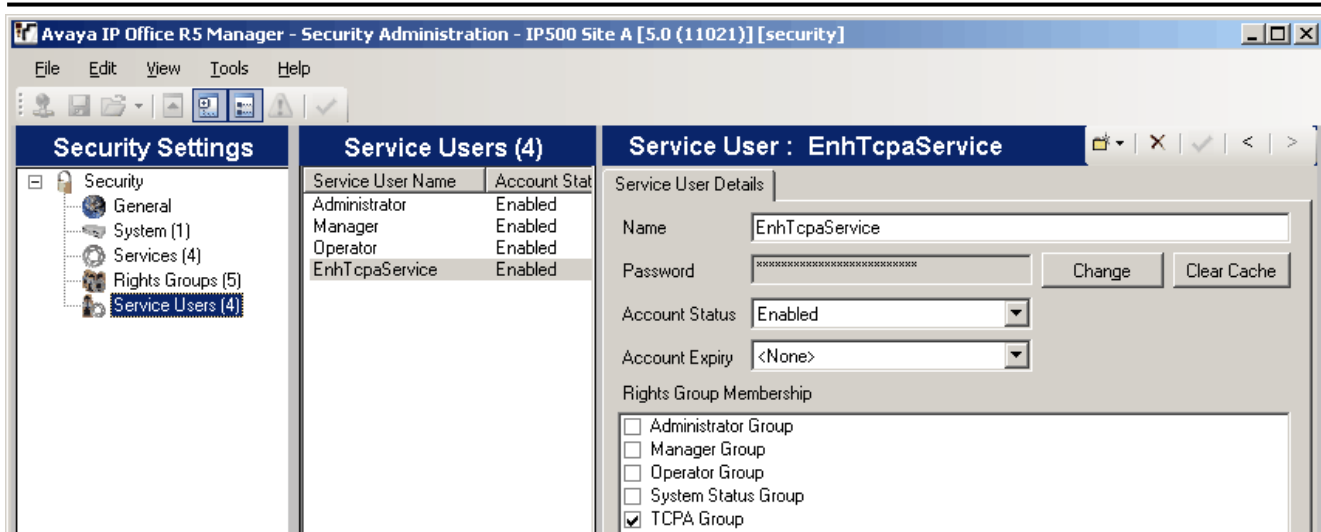 Avaya IP Office R5 Manager - Security Administration - IP500 Site A [5.0 (11021)] [security]
File Edit View Tools Help
Security Settings
Security
General
System (1)
Services (4)
Rights Groups (5)
Service Users (4)
Service Users (4)
Service User Name Account Stat
Administrator Enabled
Manager Enabled
Operator Enabled
EnhTcpaService Enabled
Service User : EnhTcpaService
Service User Details
Name EnhTcpaService
Password ************************** Change Clear Cache
Account Status Enabled
Account Expiry <None>
Rights Group Membership
Administrator Group
Manager Group
Operator Group
System Status Group
TCPA Group